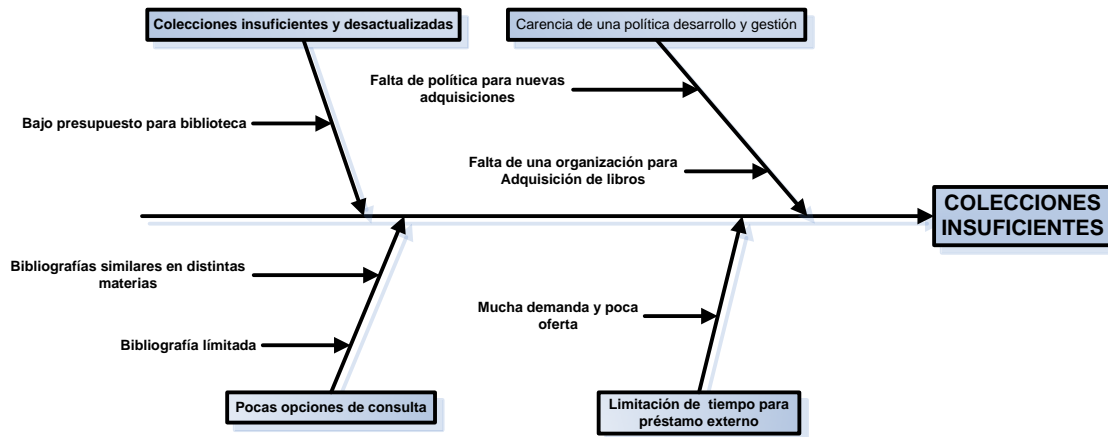 Colecciones insuficientes y desactualizadas
Carencia de una política desarrollo y gestión
Falta de política para nuevas
adquisiciones
Bajo presupuesto para biblioteca
Falta de una organización para
Adquisición de libros
COLECCIONES
INSUFICIENTES
Bibliografías similares en distintas
materias
Mucha demanda y poca
oferta
Bibliografía límitada
Pocas opciones de consulta
Limitación de tiempo para
préstamo externo